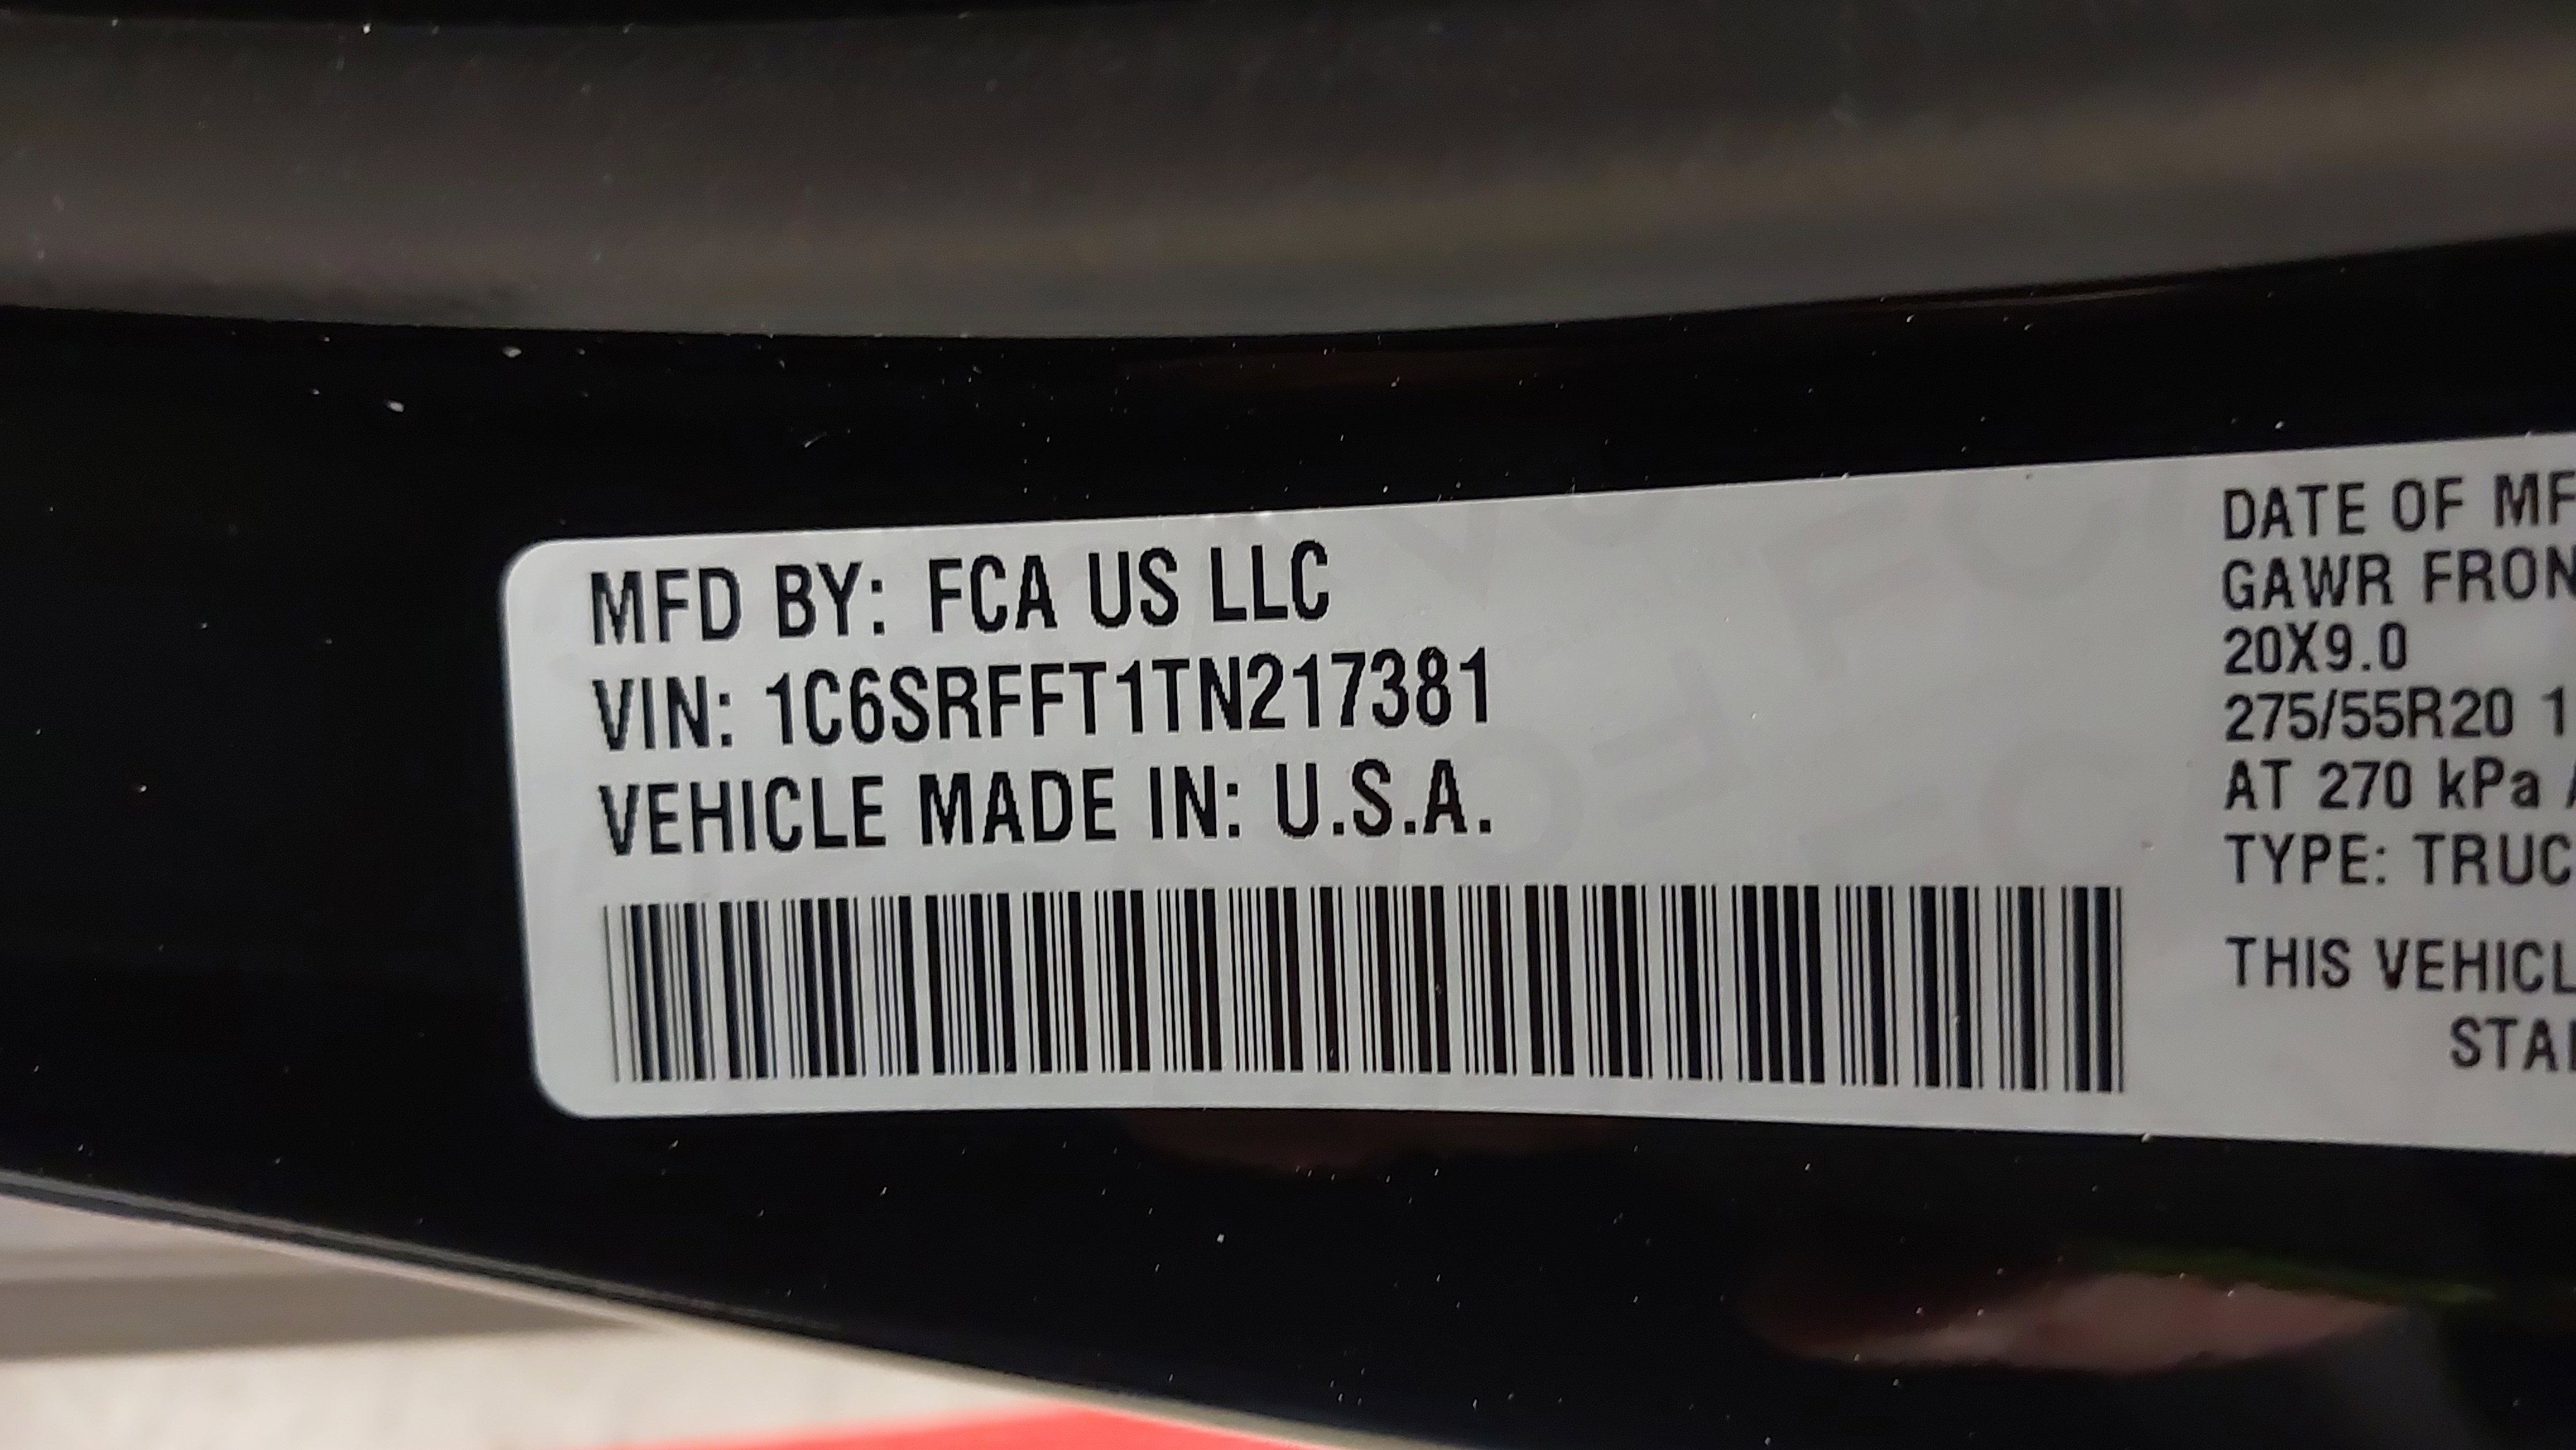 MFD BY: FCA US LLC
VIN: 1C6SRFFT1TN217381
VEHICLE MADE IN: U.S.A.
DATE OF MF
GAWR FRON
20X9.0
275/55R20 1
AT 270 kPa
TYPE: TRUC
THIS VEHICL
STA